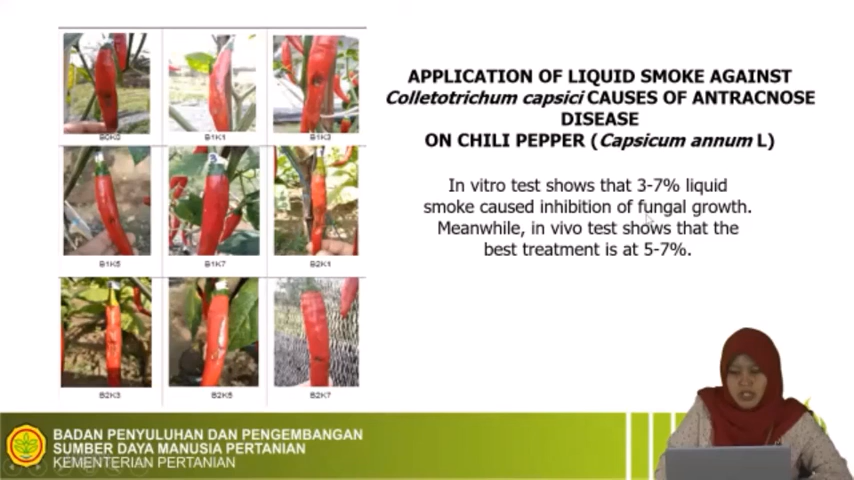 APPLICATION OF LIQUID SMOKE AGAINST
Colletotrichum capsici CAUSES OF ANTRACNOSE
DISEASE
ON CHILI PEPPER (Capsicum annum L)
In vitro test shows that 3-7% liquid
smoke caused inhibition of fungal growth.
Meanwhile, in vivo test shows that the
best treatment is at 5-7%.
B0K0 B1K1 B1K3
B1K5 B1K7 B2K1
B2K3 B2K5 B2K7
BADAN PENYULUHAN DAN PENGEMBANGAN
SUMBER DAYA MANUSIA PERTANIAN
KEMENTERIAN PERTANIAN